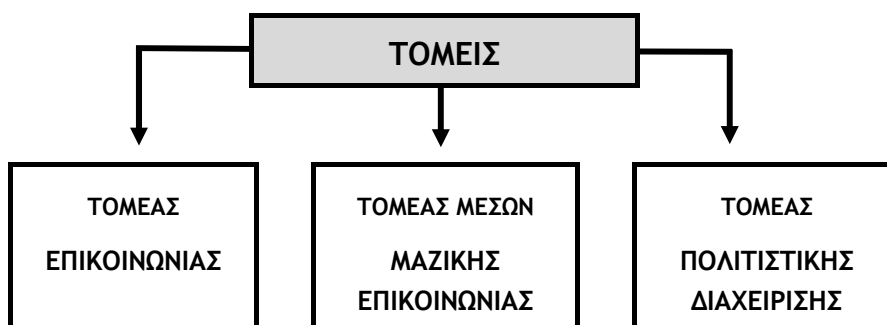 ΤΟΜΕΙΣ
ΤΟΜΕΑΣ
ΕΠΙΚΟΙΝΩΝΙΑΣ
ΤΟΜΕΑΣ ΜΕΣΩΝ
ΜΑΖΙΚΗΣ
ΕΠΙΚΟΙΝΩΝΙΑΣ
ΤΟΜΕΑΣ
ΠΟΛΙΤΙΣΤΙΚΗΣ
ΔΙΑΧΕΙΡΙΣΗΣ